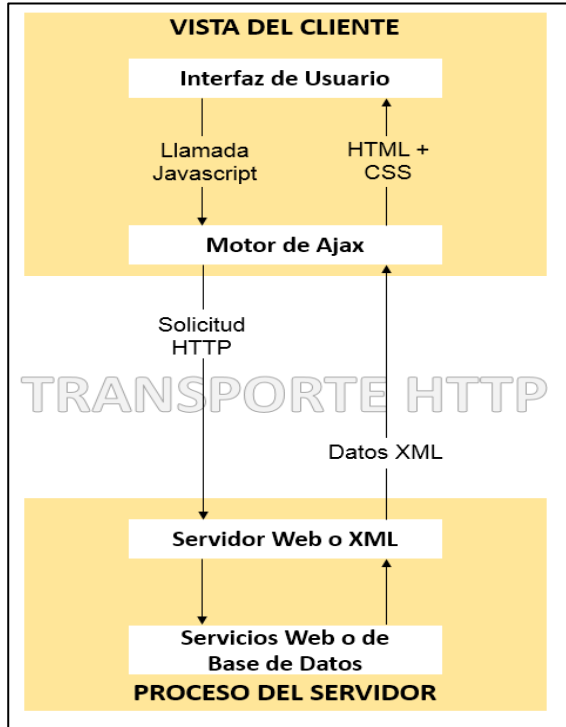 VISTA DEL CLIENTE
Interfaz de Usuario
Llamada
Javascript
HTML +
CSS
Motor de Ajax
Solicitud
HTTP
TRANSPORTE HTTP
Datos XML
Servidor Web o XML
Servicios Web o de
Base de Datos
PROCESO DEL SERVIDOR